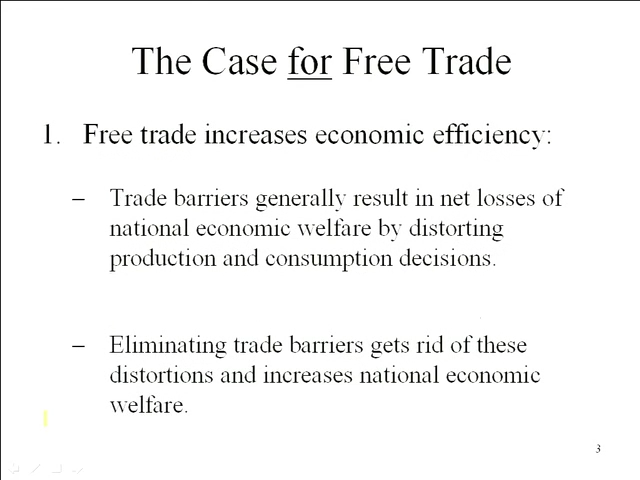 The Case for Free Trade
1. Free trade increases economic efficiency:
– Trade barriers generally result in net losses of
national economic welfare by distorting
production and consumption decisions.
– Eliminating trade barriers gets rid of these
distortions and increases national economic
welfare.
3